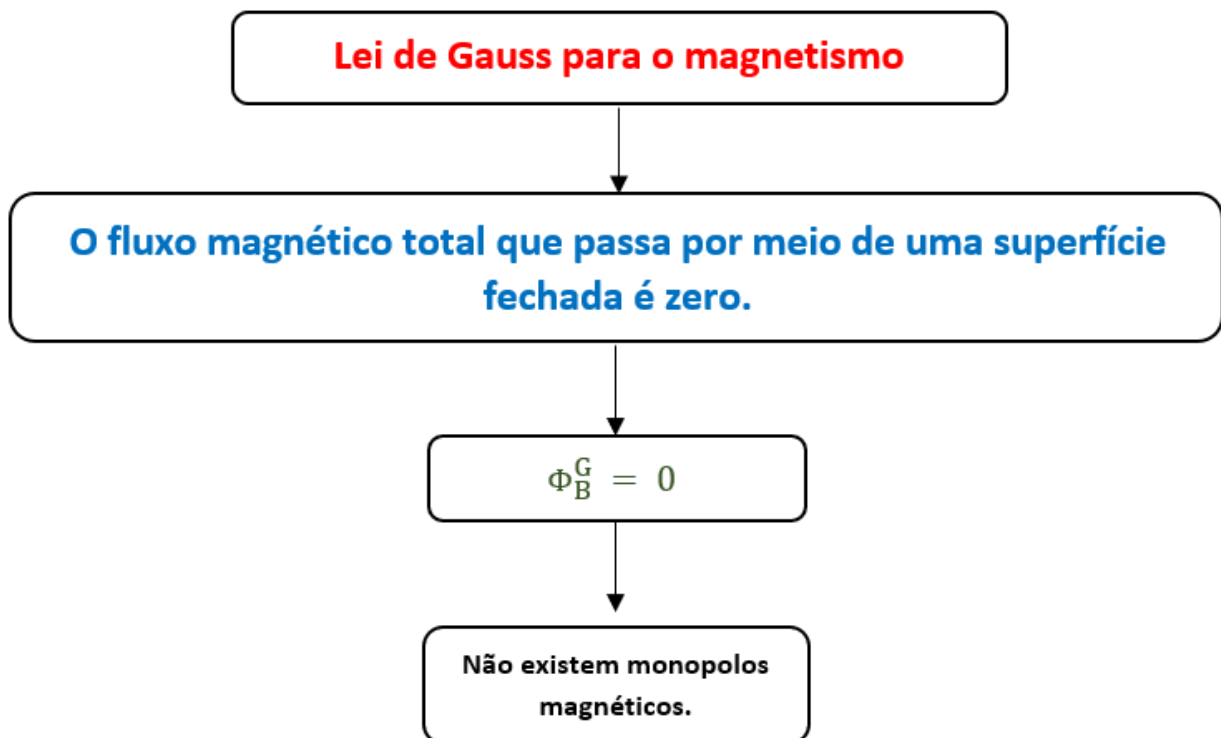 Lei de Gauss para o magnetismo
O fluxo magnético total que passa por meio de uma superfície
fechada é zero.
Φ_B^G = 0
Não existem monopolos
magnéticos.